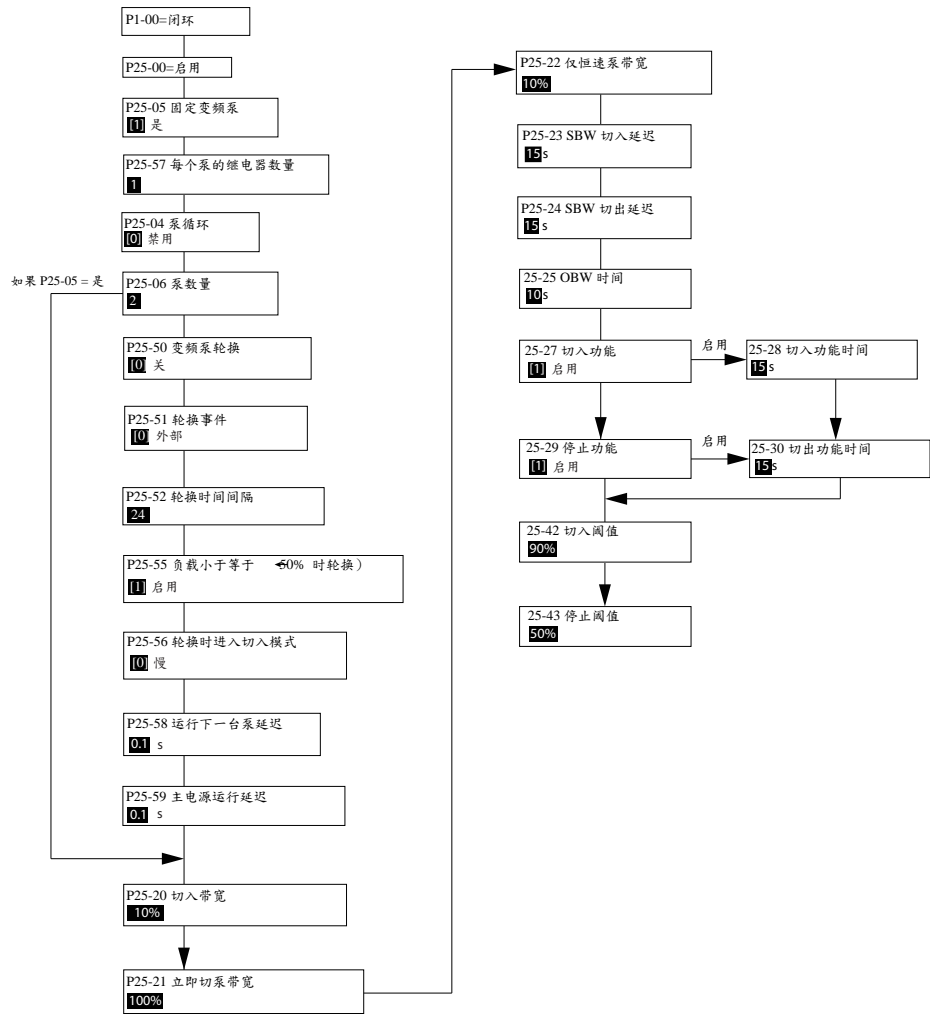 P1-00=闭环
P25-00=启用
P25-05 固定变频泵
[1] 是
P25-57 每个泵的继电器数量
1
P25-04 泵循环
[0] 禁用
如果 P25-05 = 是
P25-06 泵数量
2
P25-50 变频泵轮换
[0] 关
P25-51 轮换事件
[0] 外部
P25-52 轮换时间间隔
24
P25-55 负载小于等于 <50% 时轮换）
[1] 启用
P25-56 轮换时进入切入模式
[0] 慢
P25-58 运行下一台泵延迟
0.1 s
P25-59 主电源运行延迟
0.1 s
P25-20 切入带宽
10%
P25-21 立即切泵带宽
100%
P25-22 仅恒速泵带宽
10%
P25-23 SBW 切入延迟
15 s
P25-24 SBW 切出延迟
15 s
25-25 OBW 时间
10 s
25-27 切入功能
[1] 启用
启用
25-28 切入功能时间
15 s
25-29 停止功能
[1] 启用
启用
25-30 切出功能时间
15 s
25-42 切入阈值
90%
25-43 停止阈值
50%